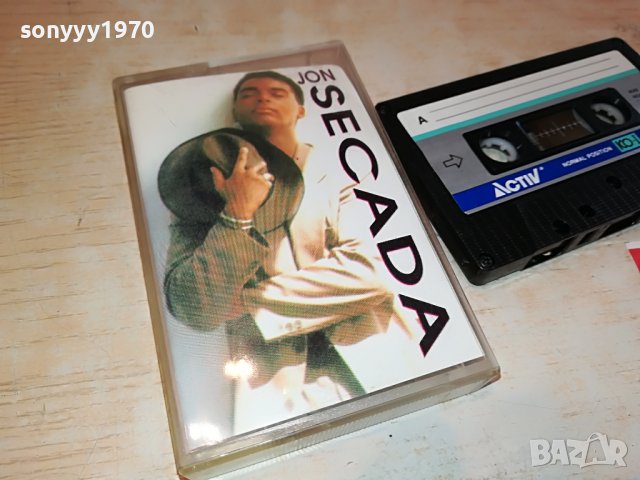 sonyyy1970
JON
SECADA
A
ACTIV
NORMAL POSITION
BAZAR